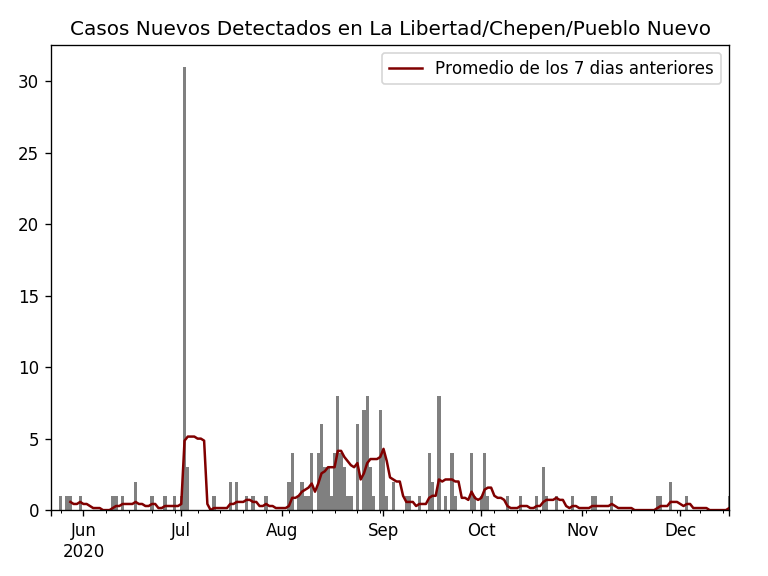 Casos Nuevos Detectados en La Libertad/Chepen/Pueblo Nuevo
Promedio de los 7 dias anteriores
30
25
20
15
10
5
0
Jun Jul Aug Sep Oct Nov Dec
2020